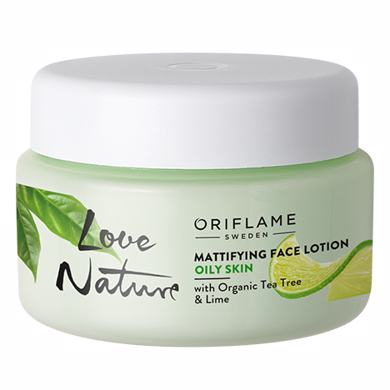 Love
Nature
ORIFLAME
SWEDEN
MATTIFYING FACE LOTION
OILY SKIN
with Organic Tea Tree
& Lime